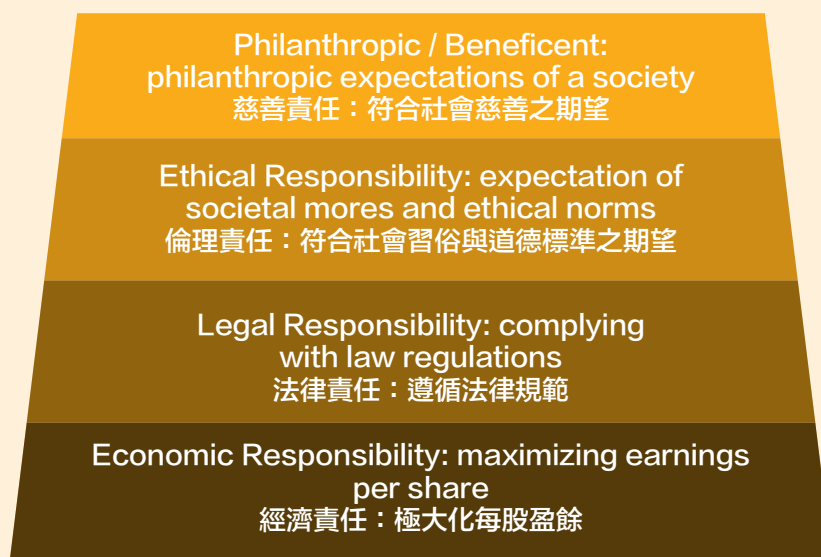 Philanthropic / Beneficent:
philanthropic expectations of a society
慈善責任：符合社會慈善之期望
Ethical Responsibility: expectation of
societal mores and ethical norms
倫理責任：符合社會習俗與道德標準之期望
Legal Responsibility: complying
with law regulations
法律責任：遵循法律規範
Economic Responsibility: maximizing earnings
per share
經濟責任：極大化每股盈餘